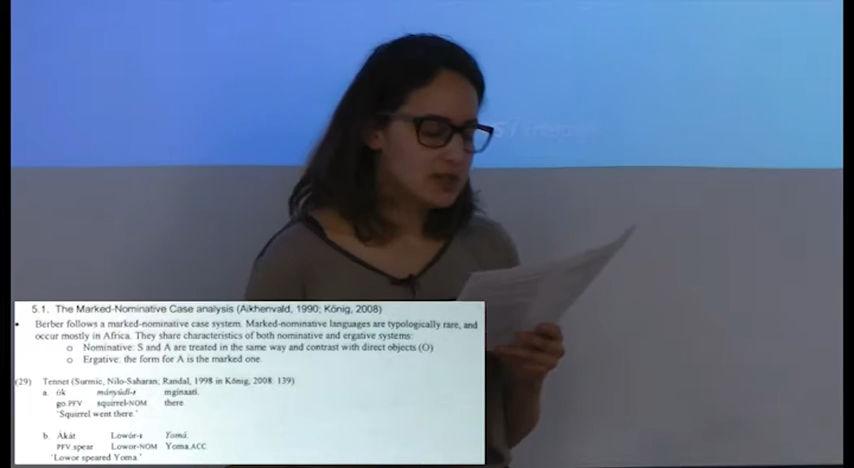 5.1. The Marked-Nominative Case analysis (Aikhenvald, 1990; König, 2008)
• Berber follows a marked-nominative case system. Marked-nominative languages are typologically rare, and
occur mostly in Africa. They share characteristics of both nominative and ergative systems:
o Nominative: S and A are treated in the same way and contrast with direct objects (O)
o Ergative: the form for A is the marked one.
(29) Tennet (Surmic, Nilo-Saharan; Randal, 1998 in König, 2008: 139)
a. ók mányúdí-ɪ mginaati.
go.PFV squirrel-NOM there
'Squirrel went there.'
b. Ákát Lowór-ɪ Yomá.
PFV.spear Lowor-NOM Yoma.ACC
'Lowor speared Yoma.'